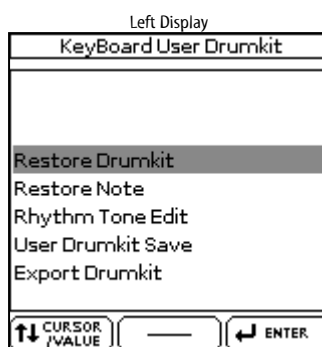 Left Display
KeyBoard User Drumkit
Restore Drumkit
Restore Note
Rhythm Tone Edit
User Drumkit Save
Export Drumkit
CURSOR
/VALUE
ENTER